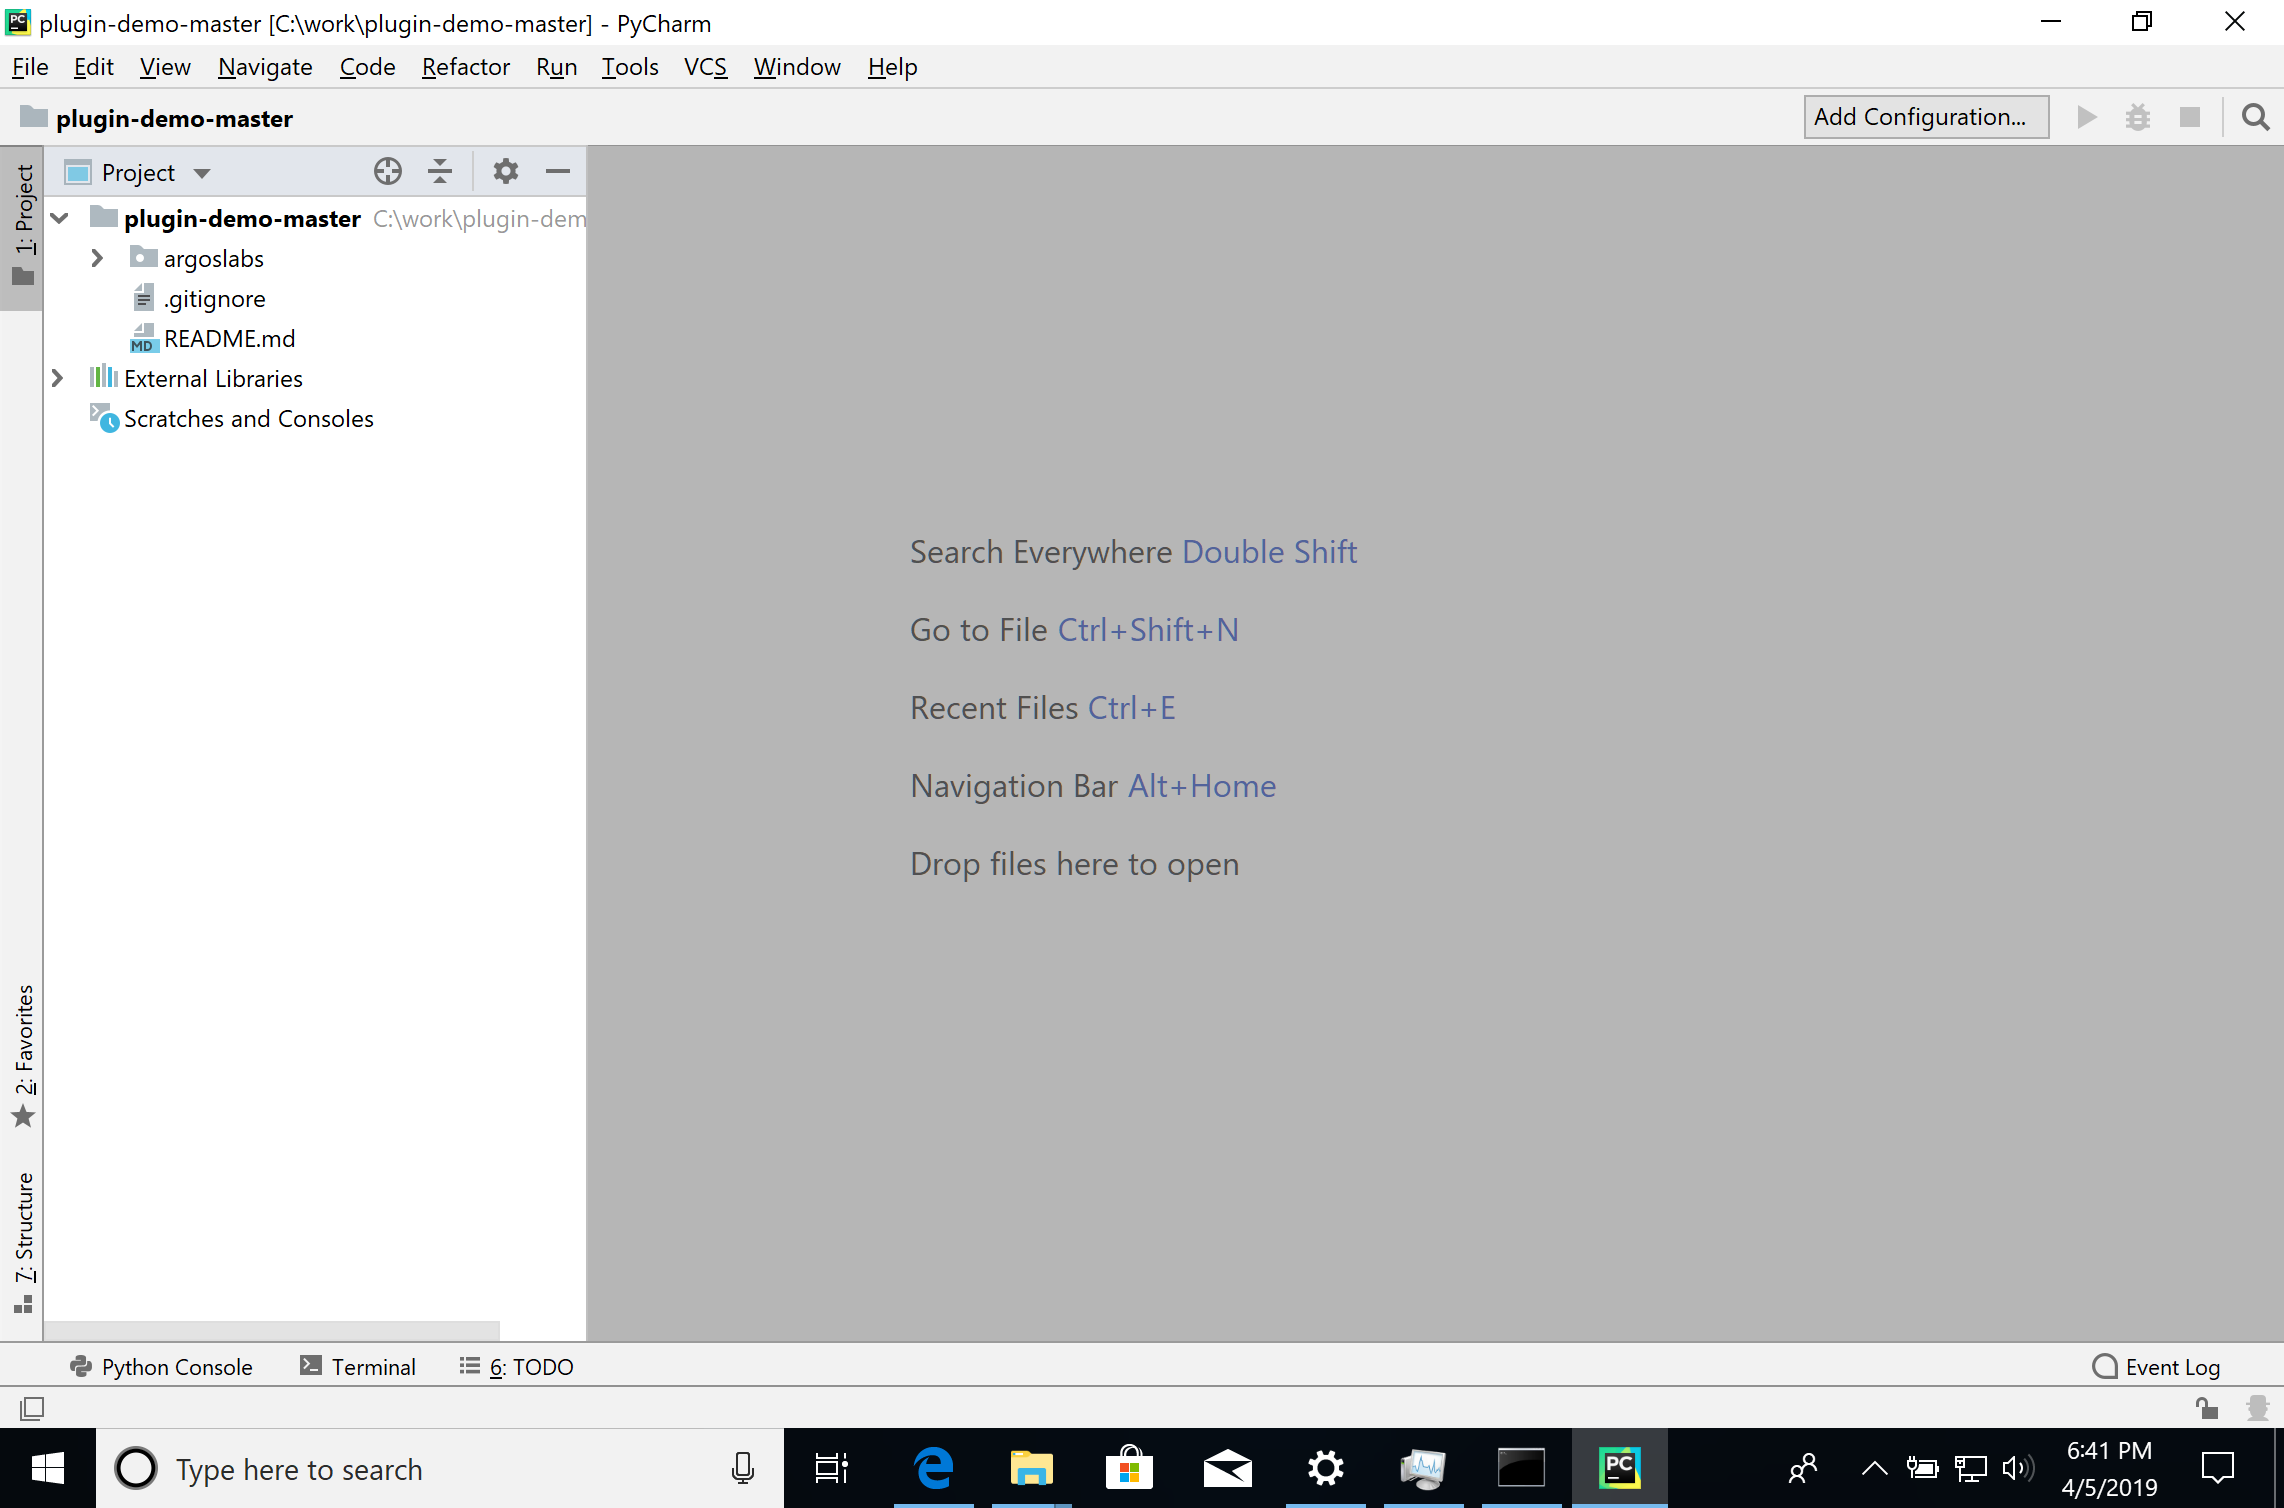 plugin-demo-master [C:\work\plugin-demo-master] - PyCharm
File Edit View Navigate Code Refactor Run Tools VCS Window Help
plugin-demo-master
Add Configuration...
1: Project
Project
plugin-demo-master C:\work\plugin-dem
argoslabs
.gitignore
MD README.md
External Libraries
Scratches and Consoles
Search Everywhere Double Shift
Go to File Ctrl+Shift+N
Recent Files Ctrl+E
Navigation Bar Alt+Home
Drop files here to open
2: Favorites
7: Structure
Python Console
Terminal
6: TODO
Event Log
Type here to search
PC
6:41 PM
4/5/2019